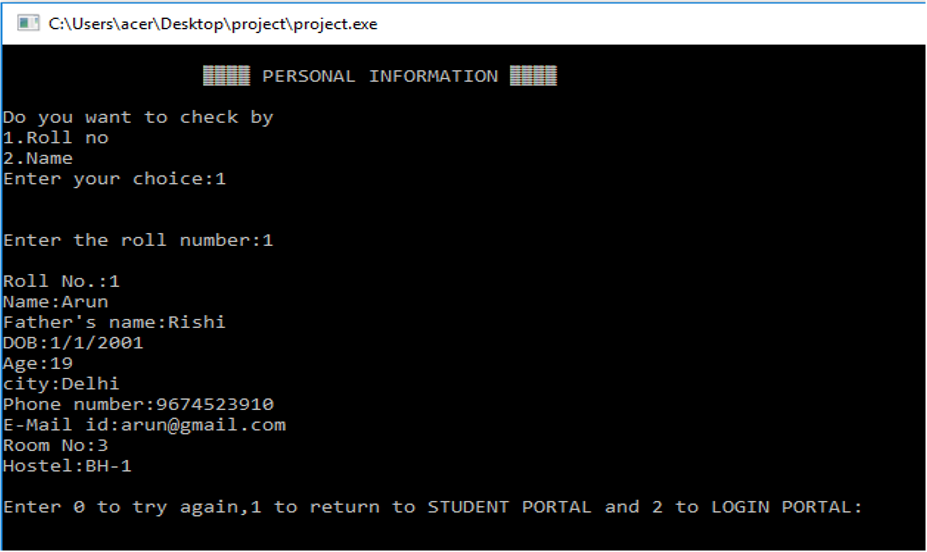 C:\Users\acer\Desktop\project\project.exe
▒▒▒▒ PERSONAL INFORMATION ▒▒▒▒
Do you want to check by
1.Roll no
2.Name
Enter your choice:1
Enter the roll number:1
Roll No.:1
Name:Arun
Father's name:Rishi
DOB:1/1/2001
Age:19
city:Delhi
Phone number:9674523910
E-Mail id:arun@gmail.com
Room No:3
Hostel:BH-1
Enter 0 to try again,1 to return to STUDENT PORTAL and 2 to LOGIN PORTAL: